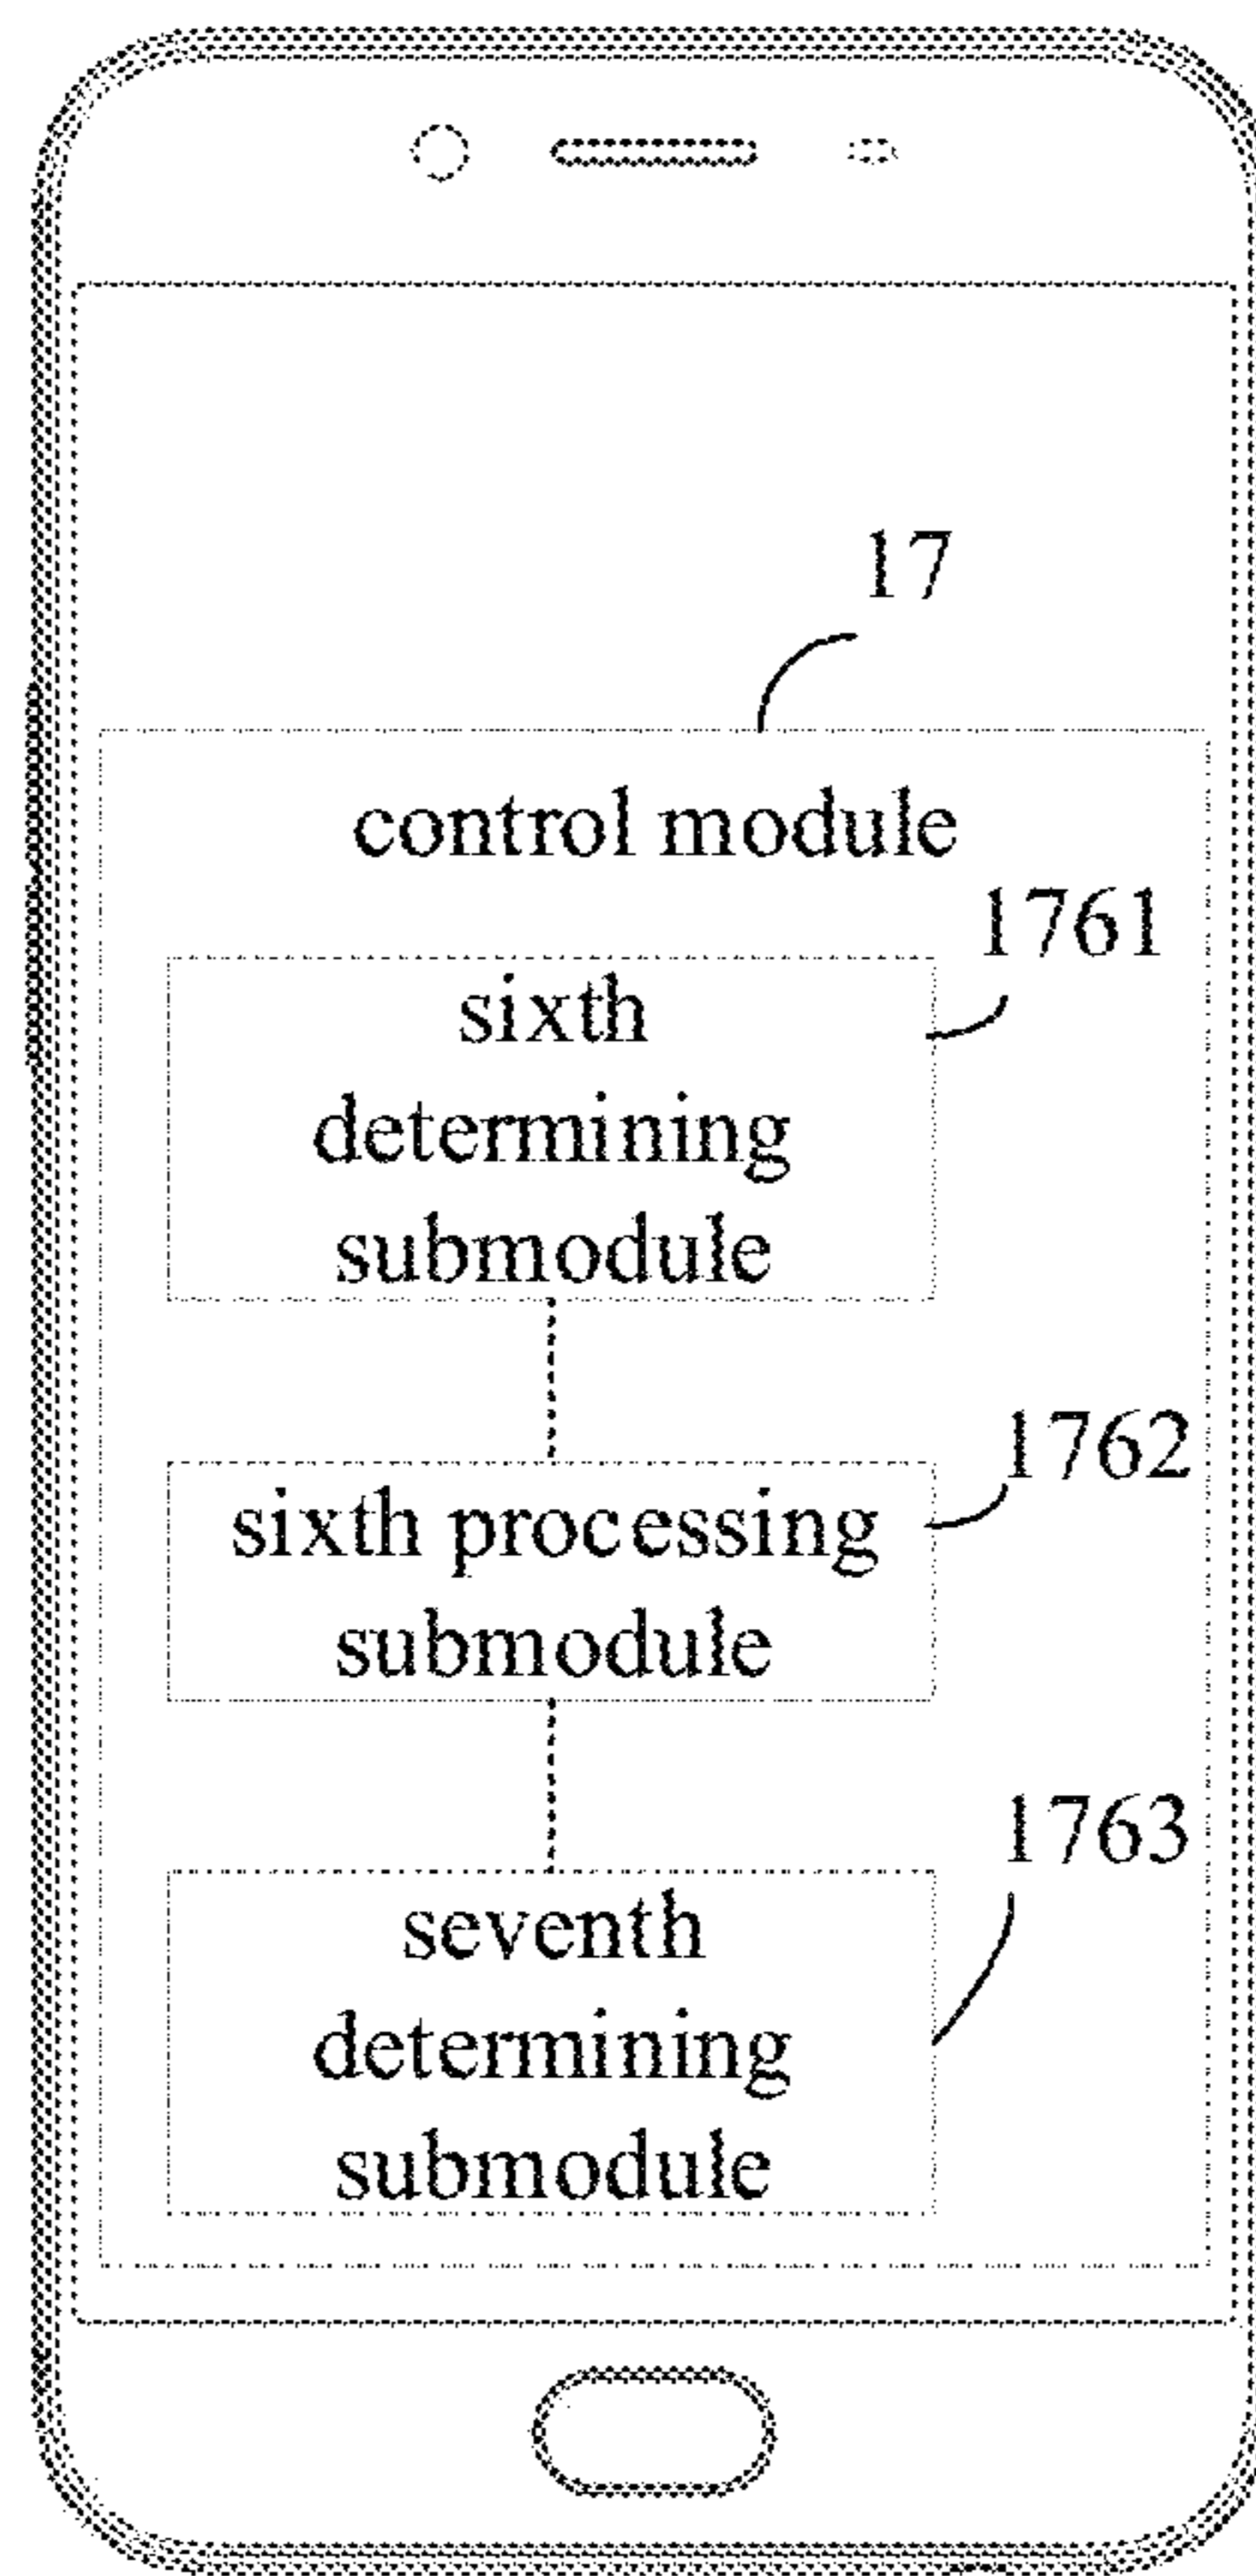 17
control module
1761
sixth
determining
submodule
1762
sixth processing
submodule
1763
seventh
determining
submodule